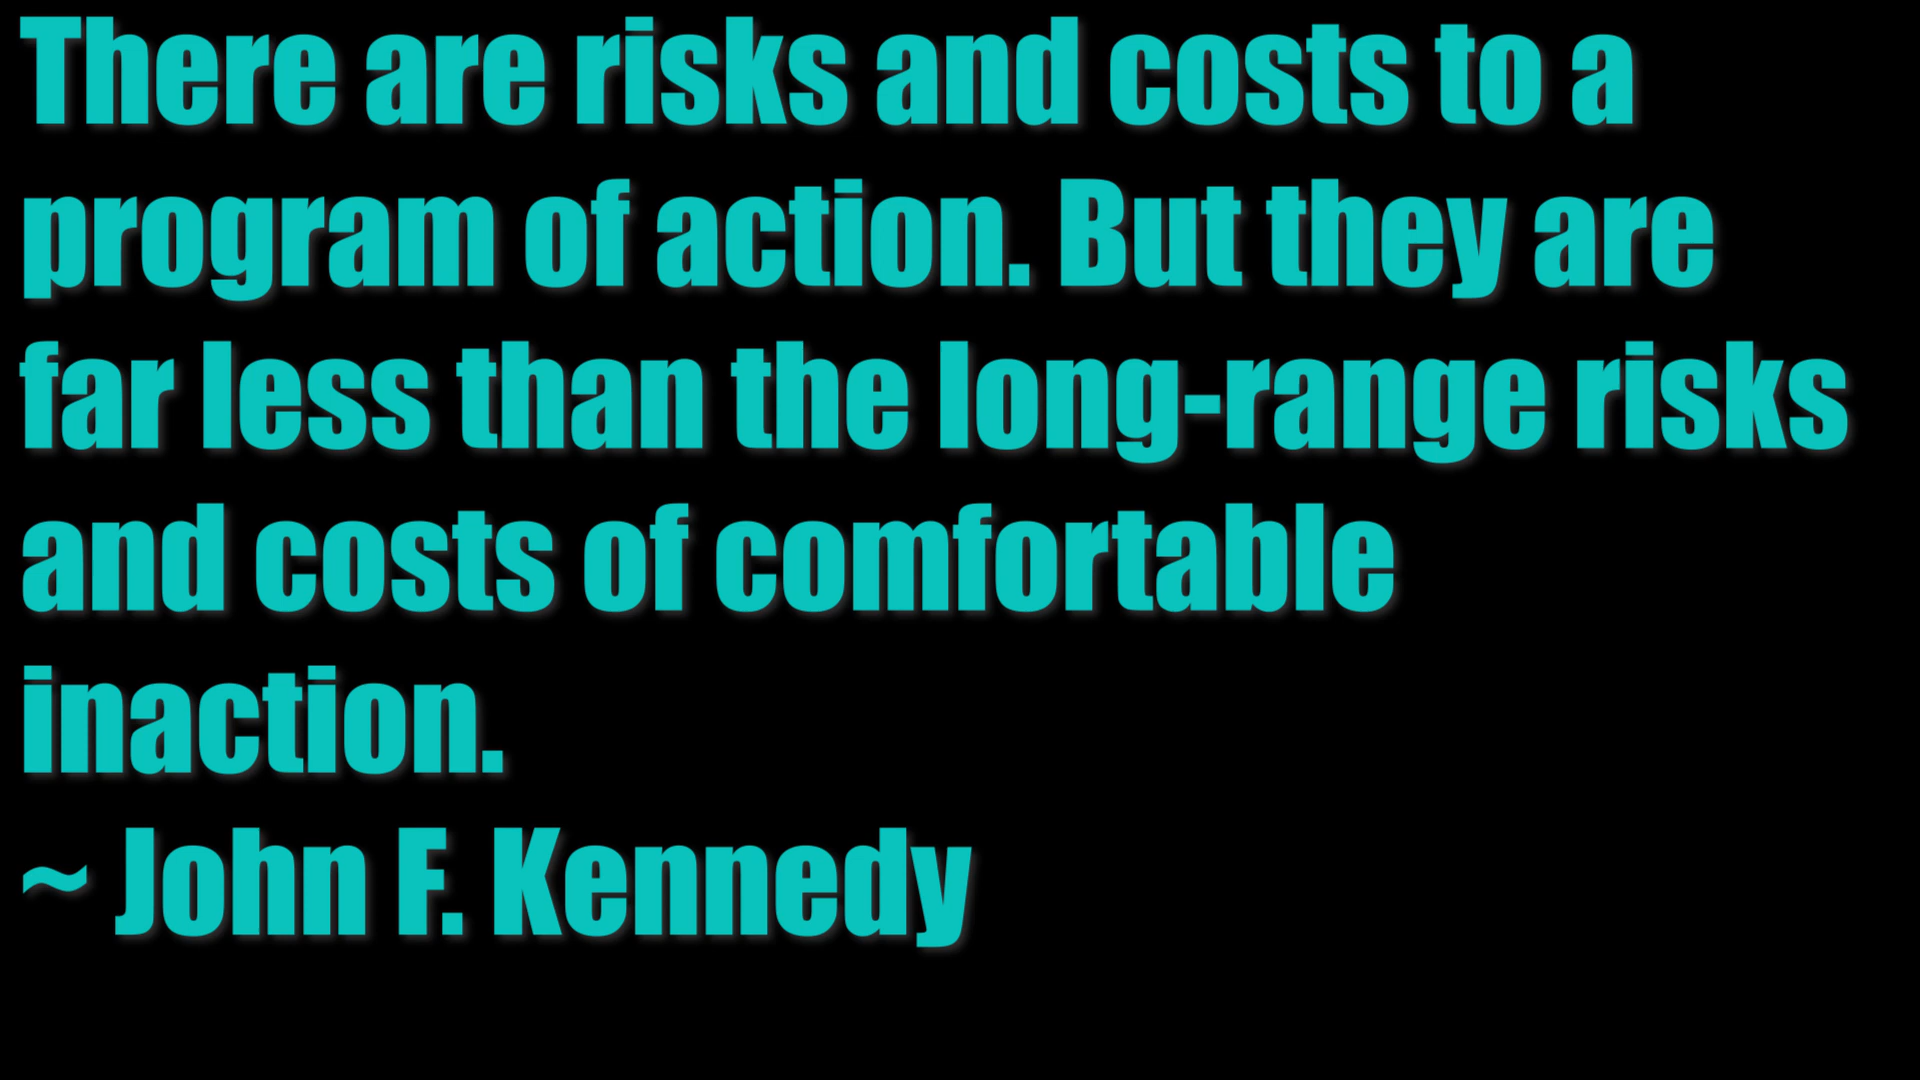 There are risks and costs to a
program of action. But they are
far less than the long-range risks
and costs of comfortable
inaction.
~ John F. Kennedy